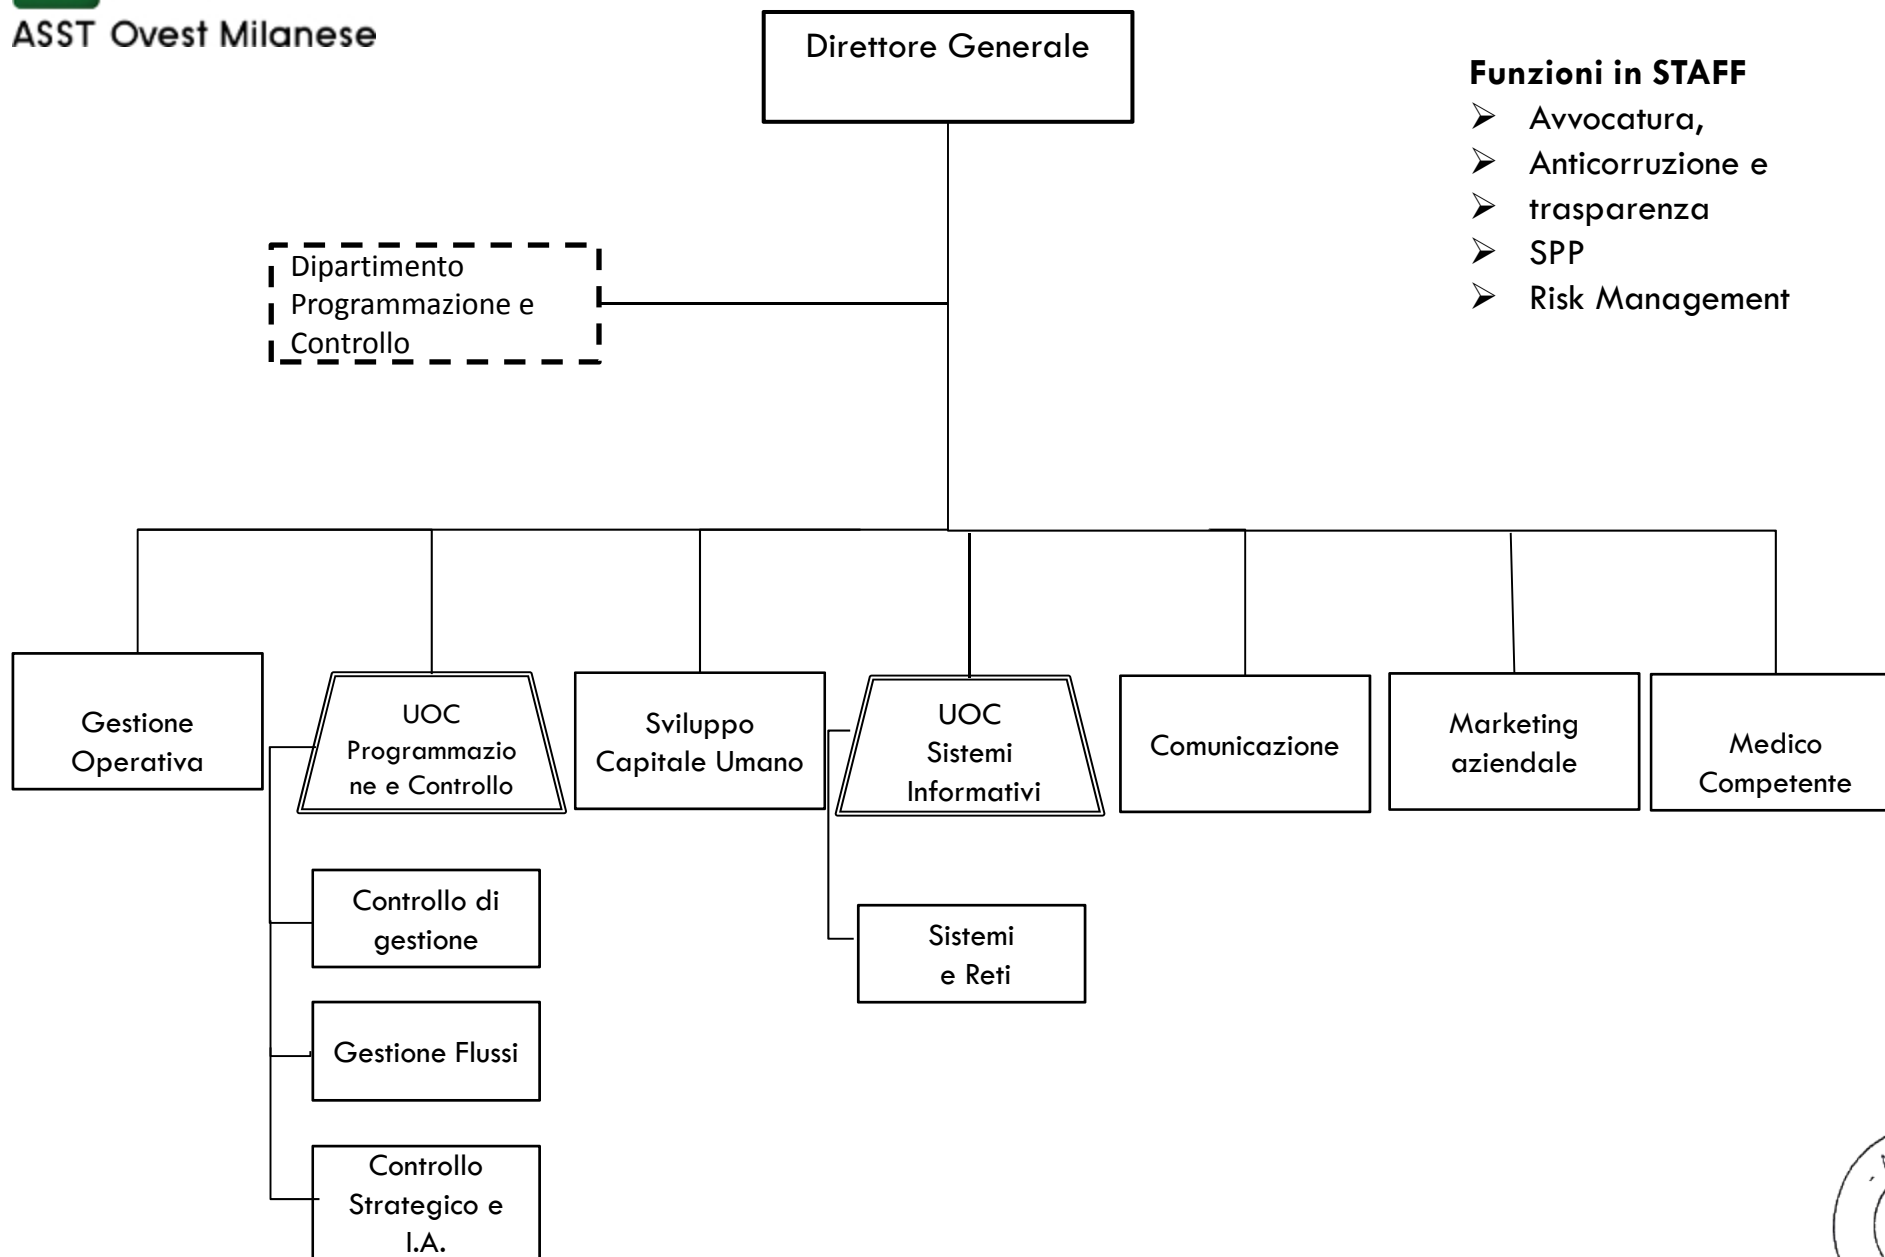 ASST Ovest Milanese
Direttore Generale
Funzioni in STAFF
➢ Avvocatura,
➢ Anticorruzione e
➢ trasparenza
➢ SPP
➢ Risk Management
Dipartimento
Programmazione e
Controllo
Gestione
Operativa
UOC
Programmazio
ne e Controllo
Sviluppo
Capitale Umano
UOC
Sistemi
Informativi
Comunicazione
Marketing
aziendale
Medico
Competente
Controllo di
gestione
Sistemi
e Reti
Gestione Flussi
Controllo
Strategico e
I.A.